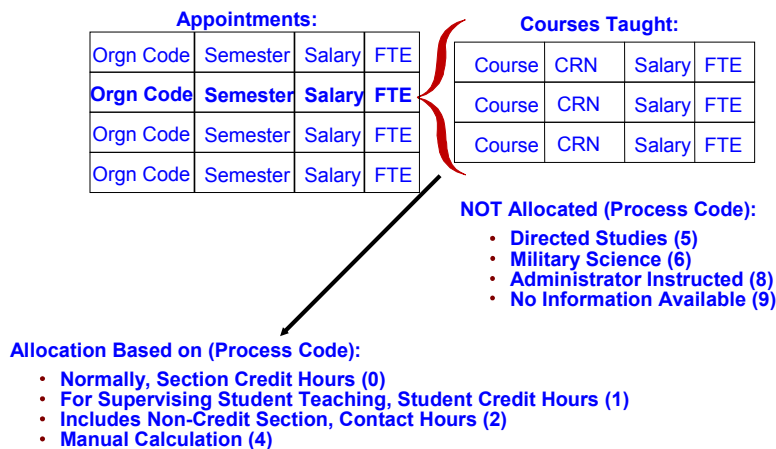 Appointments:
Orgn Code Semester Salary FTE
Orgn Code Semester Salary FTE
Orgn Code Semester Salary FTE
Orgn Code Semester Salary FTE
Courses Taught:
Course CRN Salary FTE
Course CRN Salary FTE
Course CRN Salary FTE
NOT Allocated (Process Code):
• Directed Studies (5)
• Military Science (6)
• Administrator Instructed (8)
• No Information Available (9)
Allocation Based on (Process Code):
• Normally, Section Credit Hours (0)
• For Supervising Student Teaching, Student Credit Hours (1)
• Includes Non-Credit Section, Contact Hours (2)
• Manual Calculation (4)